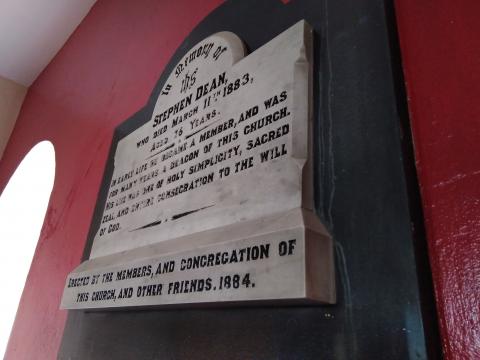 In Memory of
IHS
STEPHEN DEAN,
WHO DIED MARCH 11TH 1883,
AGED 76 YEARS.
IN EARLY LIFE HE BECAME A MEMBER, AND WAS
FOR MANY YEARS A DEACON OF THIS CHURCH.
HIS LIFE WAS ONE OF HOLY SIMPLICITY, SACRED
ZEAL AND ENTIRE CONSECRATION TO THE WILL
OF GOD.
ERECTED BY THE MEMBERS, AND CONGREGATION OF
THIS CHURCH, AND OTHER FRIENDS. 1884.